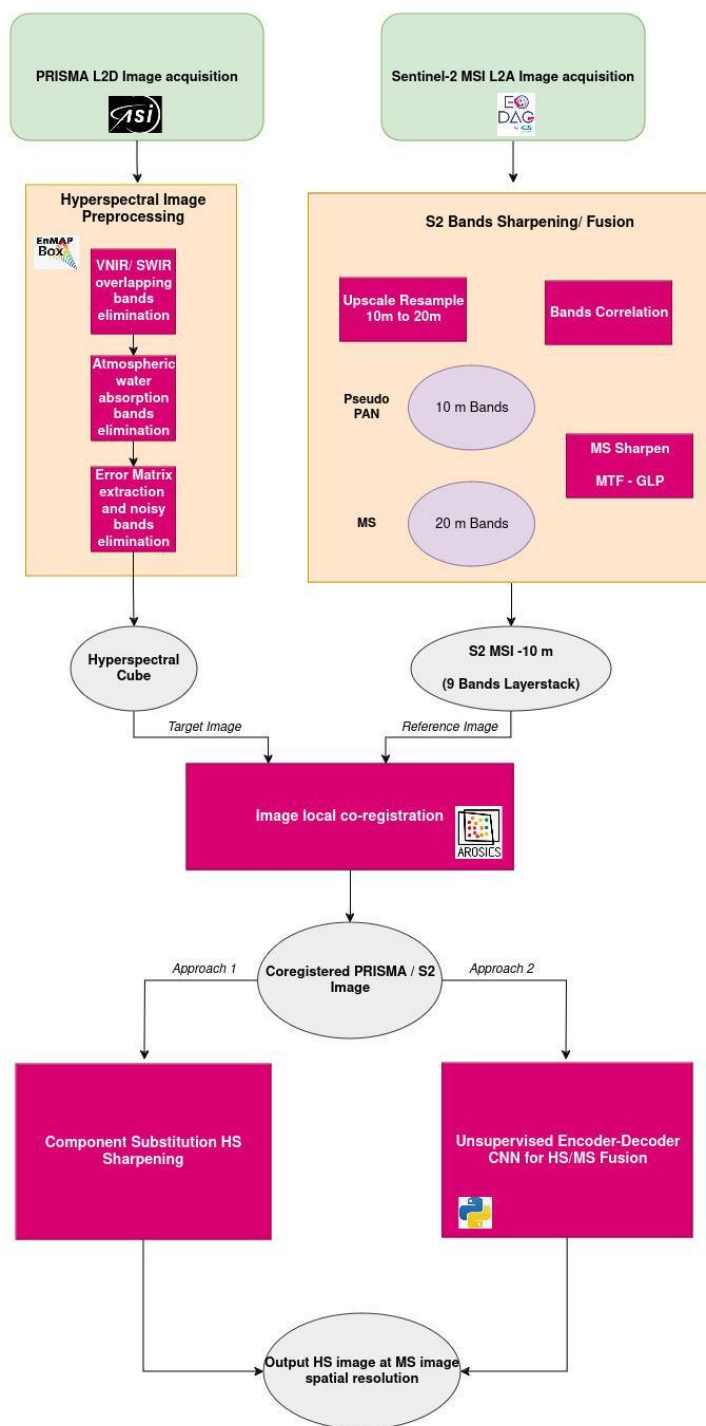 PRISMA L2D Image acquisition
asi
Sentinel-2 MSI L2A Image acquisition
EO
DAG
by CS
Hyperspectral Image
Preprocessing
EnMAP
Box
VNIR/ SWIR
overlapping
bands
elimination
Atmospheric
water
absorption
bands
elimination
Error Matrix
extraction
and noisy
bands
elimination
S2 Bands Sharpening/ Fusion
Upscale Resample
10m to 20m
Bands Correlation
Pseudo
PAN
10 m Bands
MS Sharpen
MTF - GLP
MS
20 m Bands
Hyperspectral
Cube
S2 MSI -10 m
(9 Bands Layerstack)
Target Image
Reference Image
Image local co-registration
AROSICS
Approach 1
Coregistered PRISMA / S2
Image
Approach 2
Component Substitution HS
Sharpening
Unsupervised Encoder-Decoder
CNN for HS/MS Fusion
Output HS image at MS image
spatial resolution